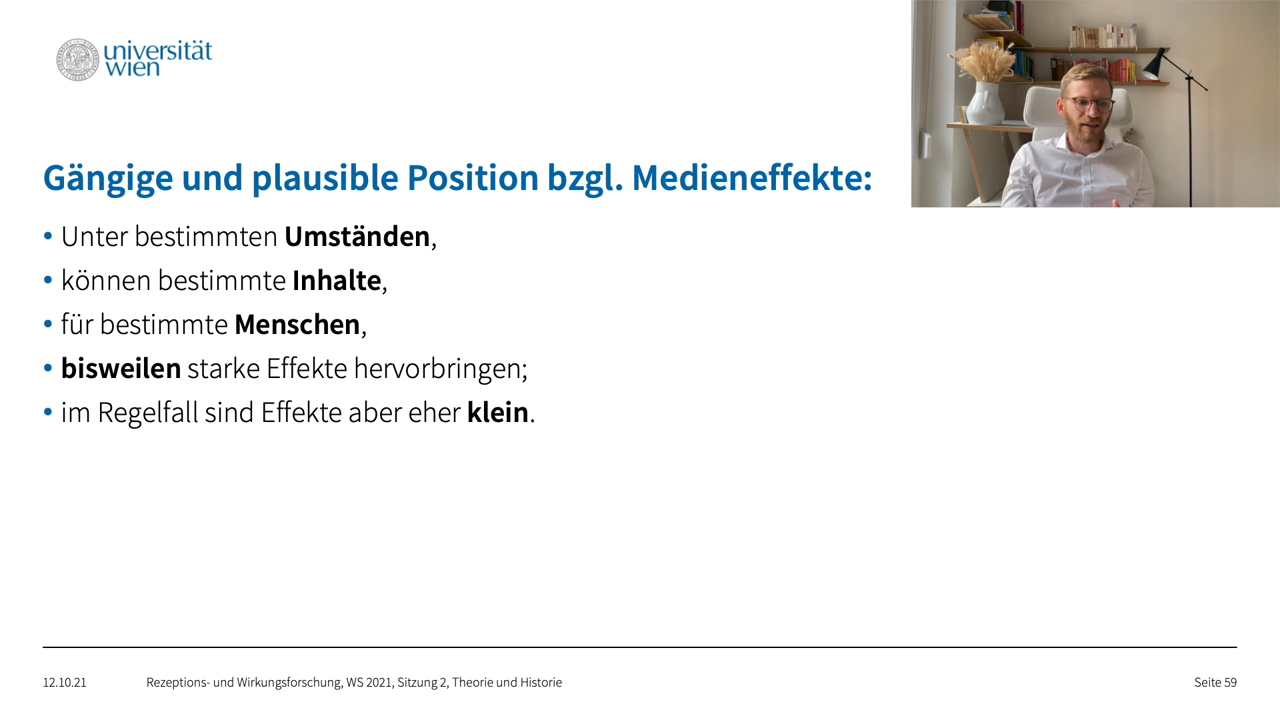 universität
wien
Gängige und plausible Position bzgl. Medieneffekte:
• Unter bestimmten Umständen,
• können bestimmte Inhalte,
• für bestimmte Menschen,
• bisweilen starke Effekte hervorbringen;
• im Regelfall sind Effekte aber eher klein.
12.10.21 Rezeptions- und Wirkungsforschung, WS 2021, Sitzung 2, Theorie und Historie Seite 59